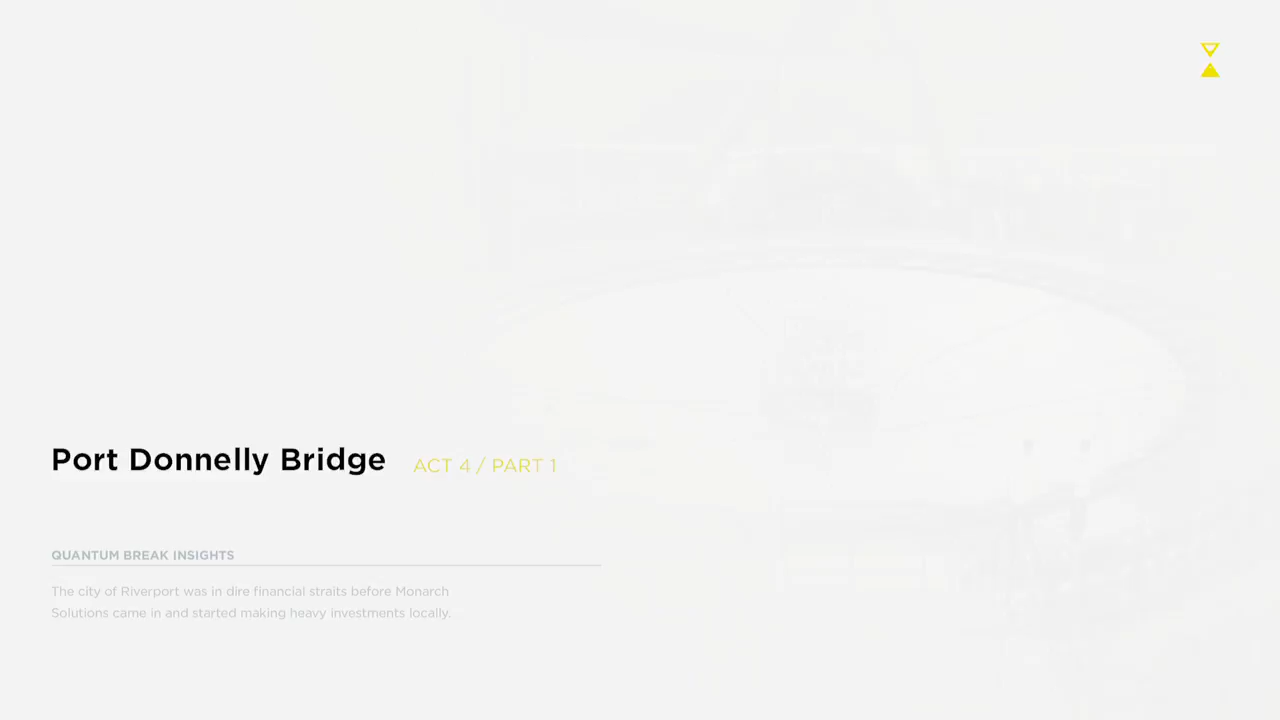 Port Donnelly Bridge ACT 4 / PART 1
QUANTUM BREAK INSIGHTS
The city of Riverport was in dire financial straits before Monarch
Solutions came in and started making heavy investments locally.